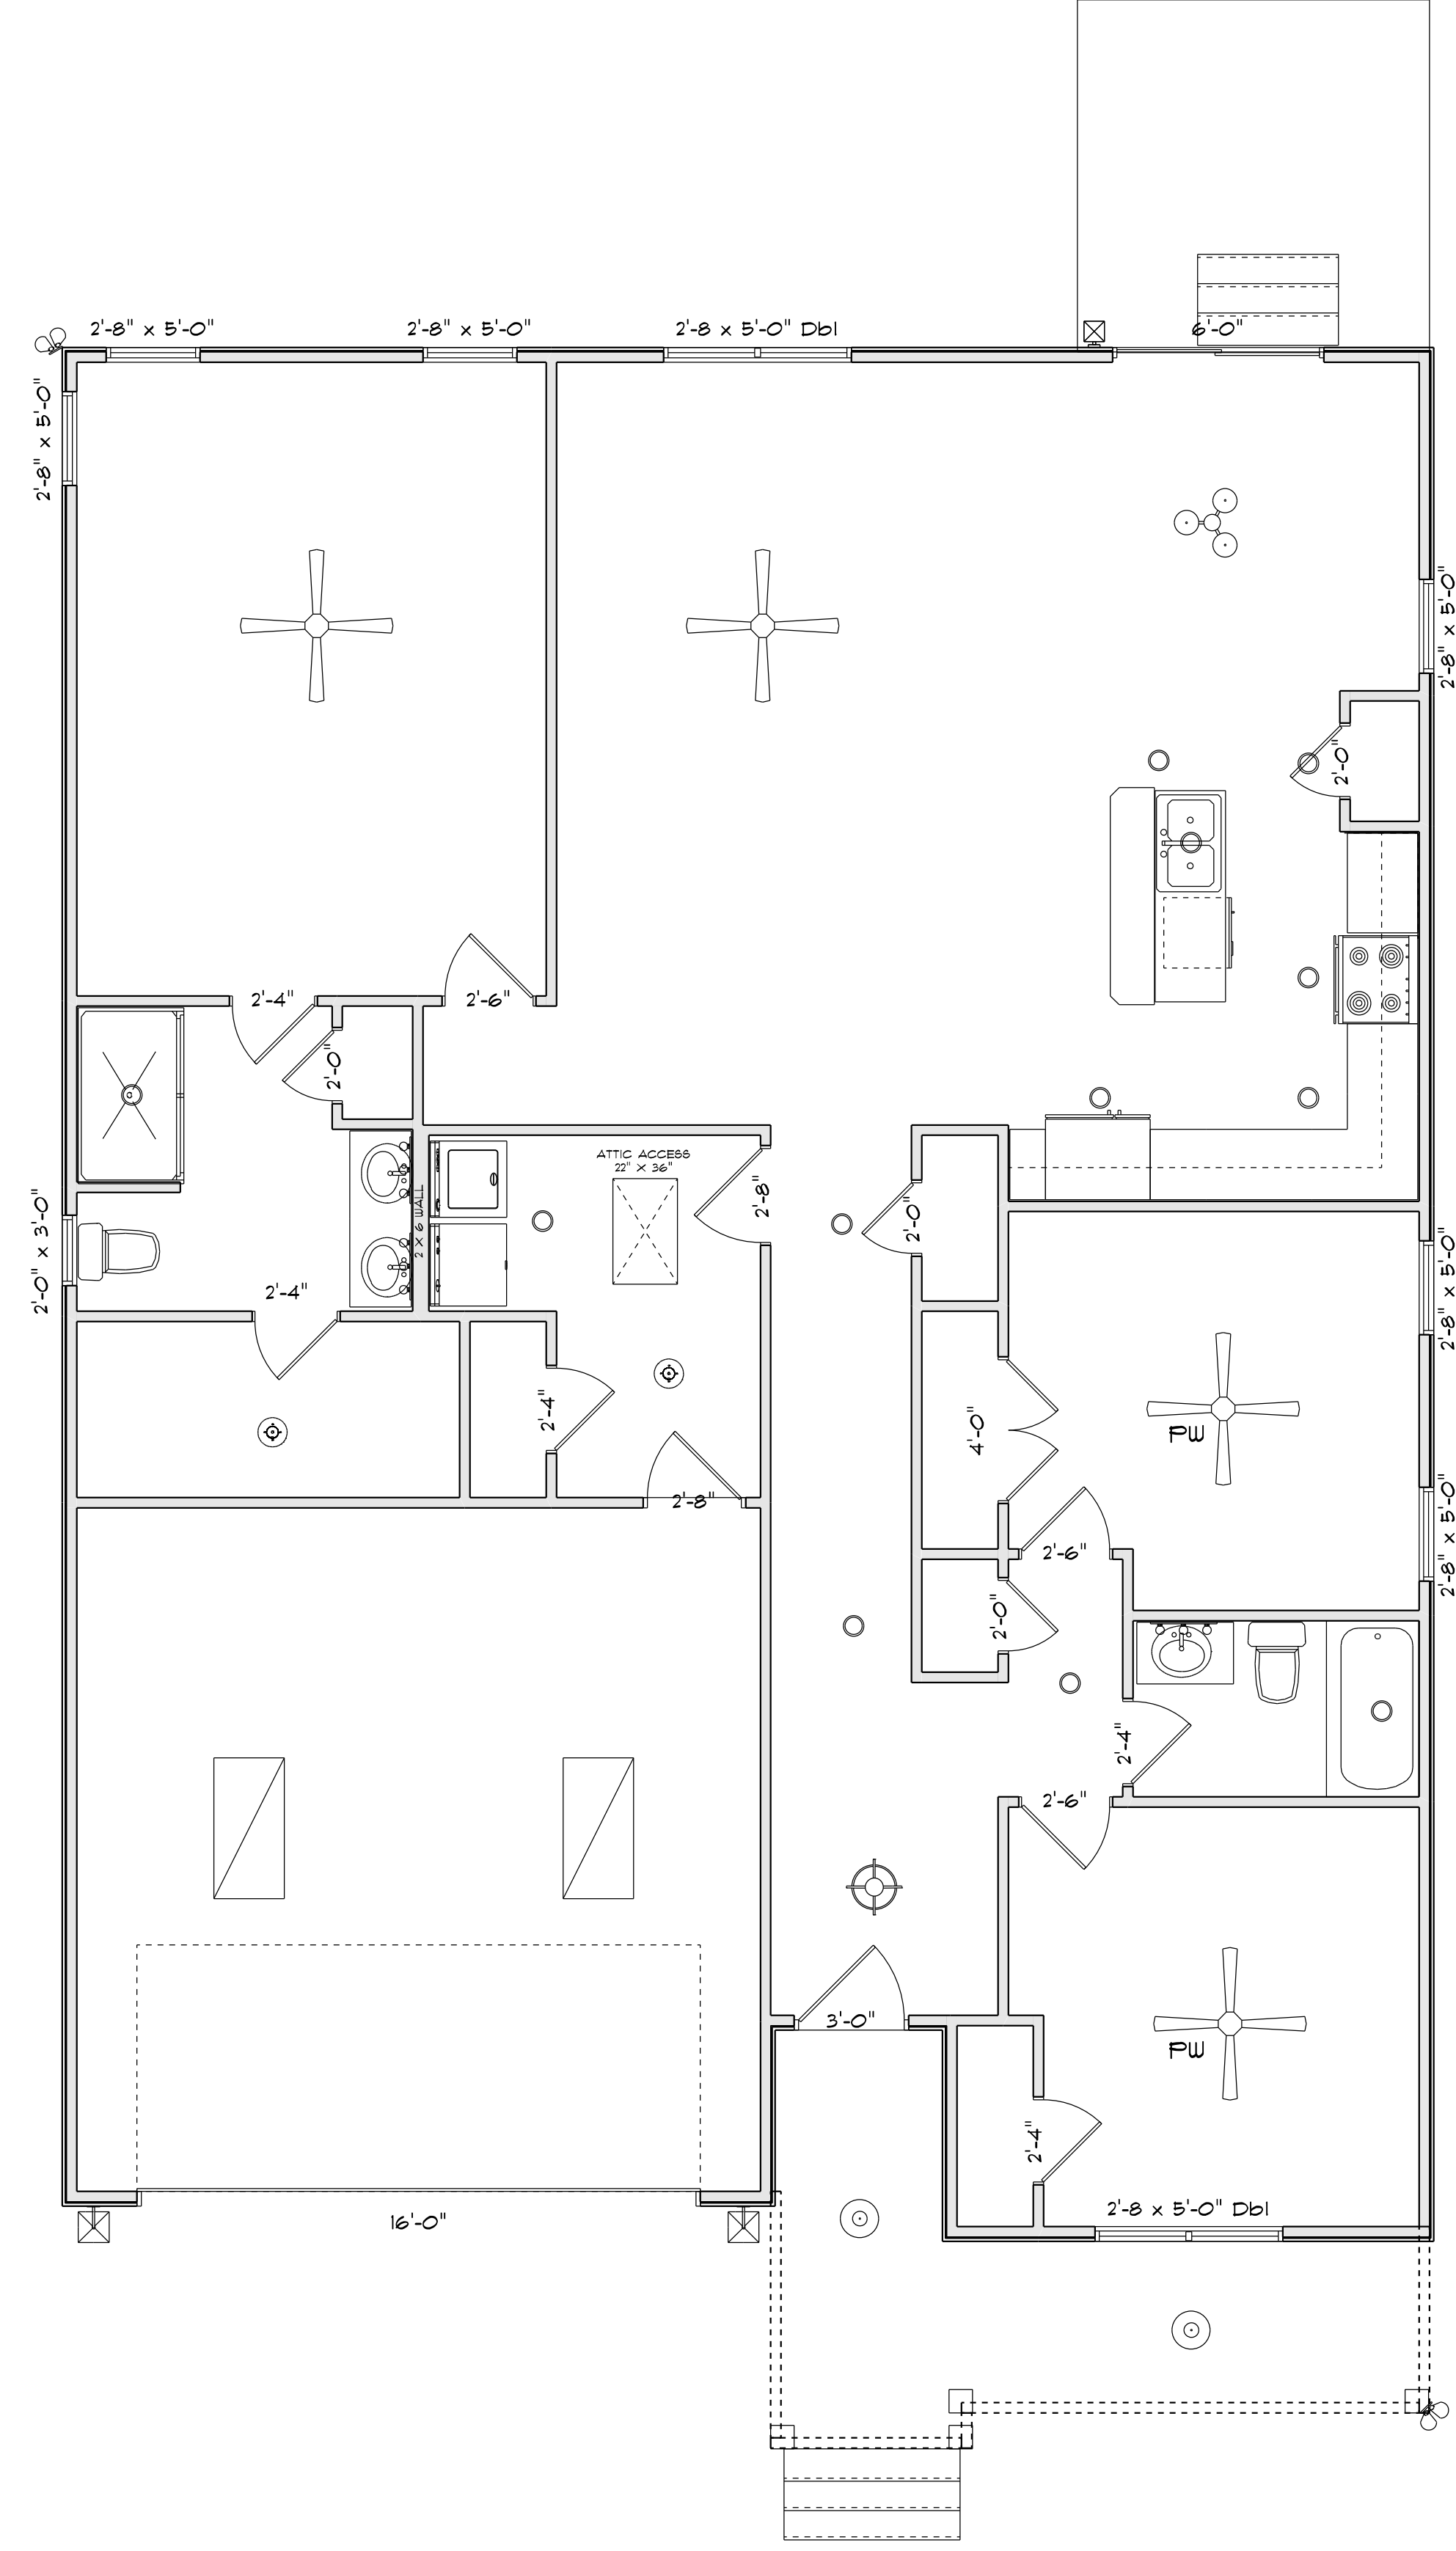 2'-8" x 5'-0"
2'-8" x 5'-0"
2'-8 x 5'-0" Dbl
6'-0"
2'-8" x 5'-0"
2'-8" x 5'-0"
2'-0"
2'-4"
2'-6"
2'-0"
ATTIC ACCESS
22" X 36"
2'-8"
2'-0"
2 X 6 WALL
2'-0" x 3'-0"
2'-4"
2'-8" x 5'-0"
2'-4"
4'-0"
PW
2'-8"
2'-6"
2'-8" x 5'-0"
2'-0"
2'-4"
2'-6"
3'-0"
PW
2'-4"
2'-8 x 5'-0" Dbl
16'-0"